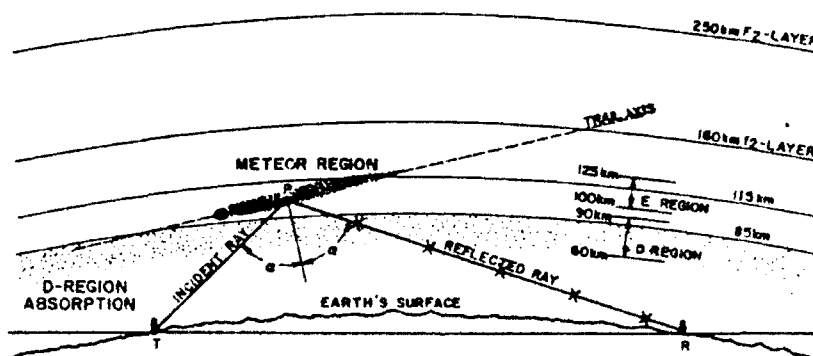 250km F2-LAYER
TRAIL AXIS
160km F2-LAYER
METEOR REGION
P
125km
115km
100km
E REGION
90km
85km
D REGION
60km
INCIDENT RAY
α
α
REFLECTED RAY
D-REGION
ABSORPTION
EARTH'S SURFACE
T
R